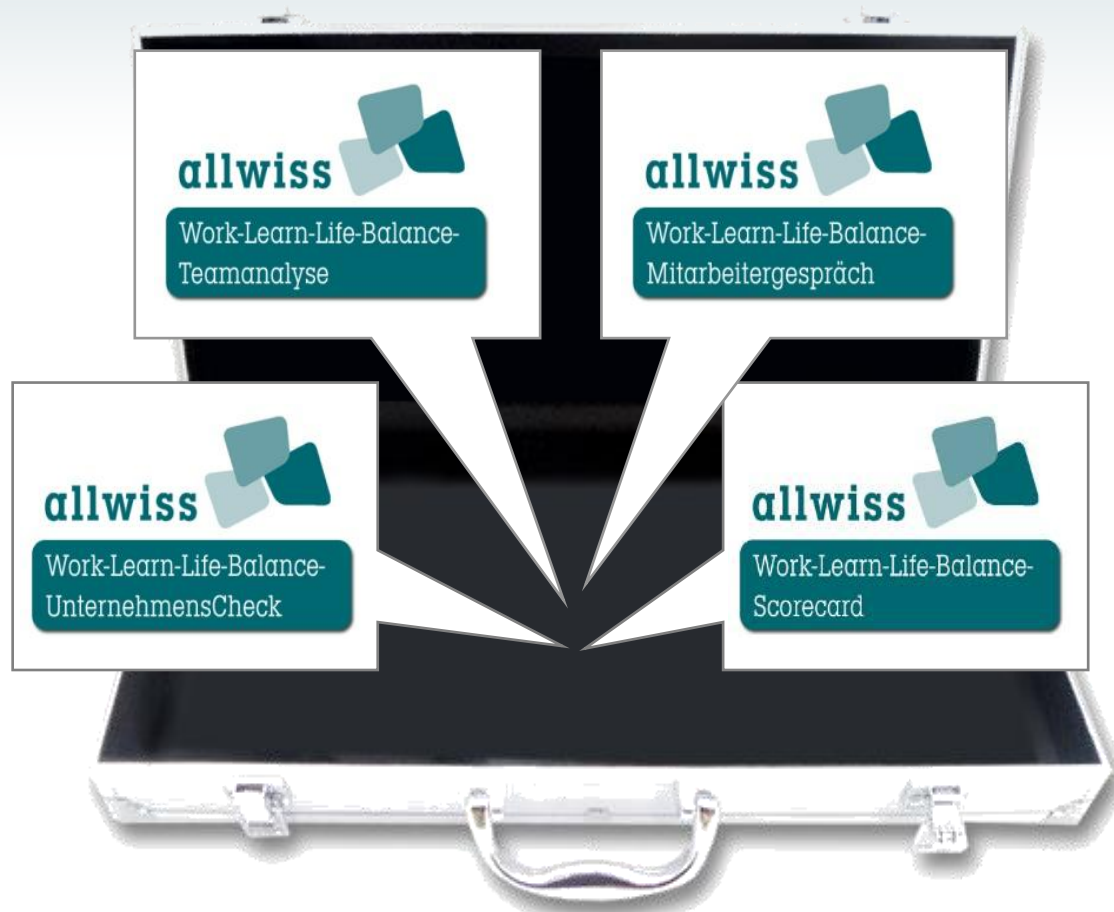 allwiss
Work-Learn-Life-Balance-
Teamanalyse
allwiss
Work-Learn-Life-Balance-
Mitarbeitergespräch
allwiss
Work-Learn-Life-Balance-
UnternehmensCheck
allwiss
Work-Learn-Life-Balance-
Scorecard